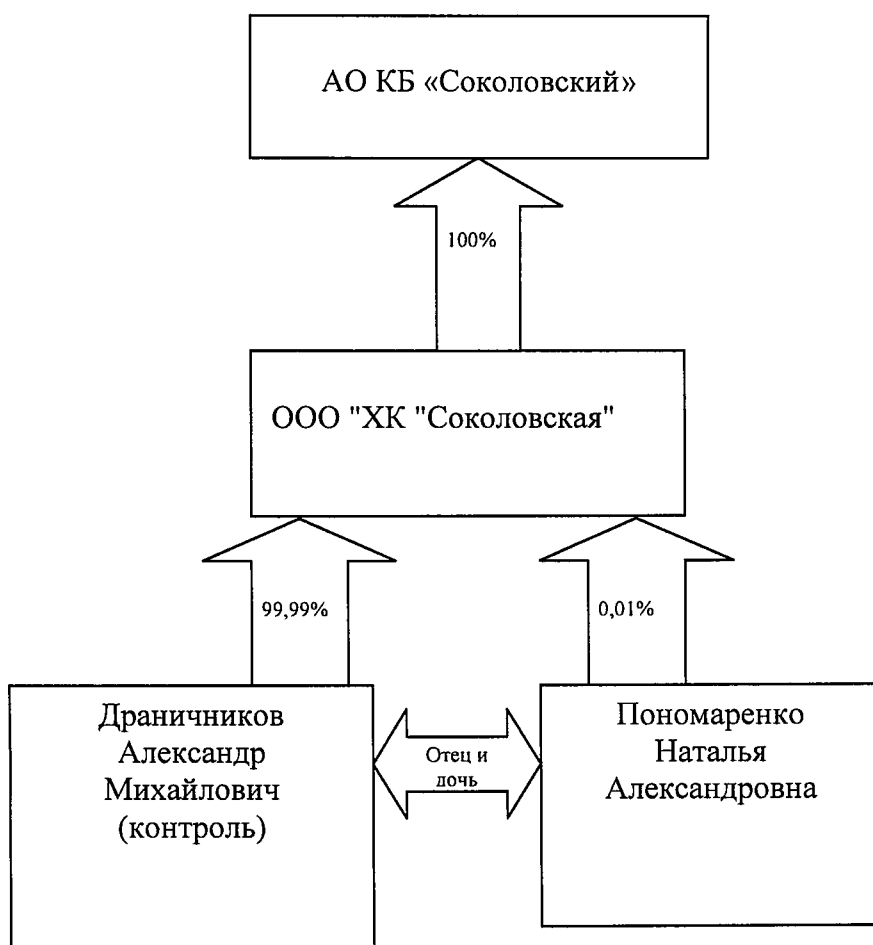 АО КБ «Соколовский»
100%
ООО "ХК "Соколовская"
99,99%
0,01%
Драничников
Александр
Михайлович
(контроль)
Отец и
дочь
Пономаренко
Наталья
Александровна